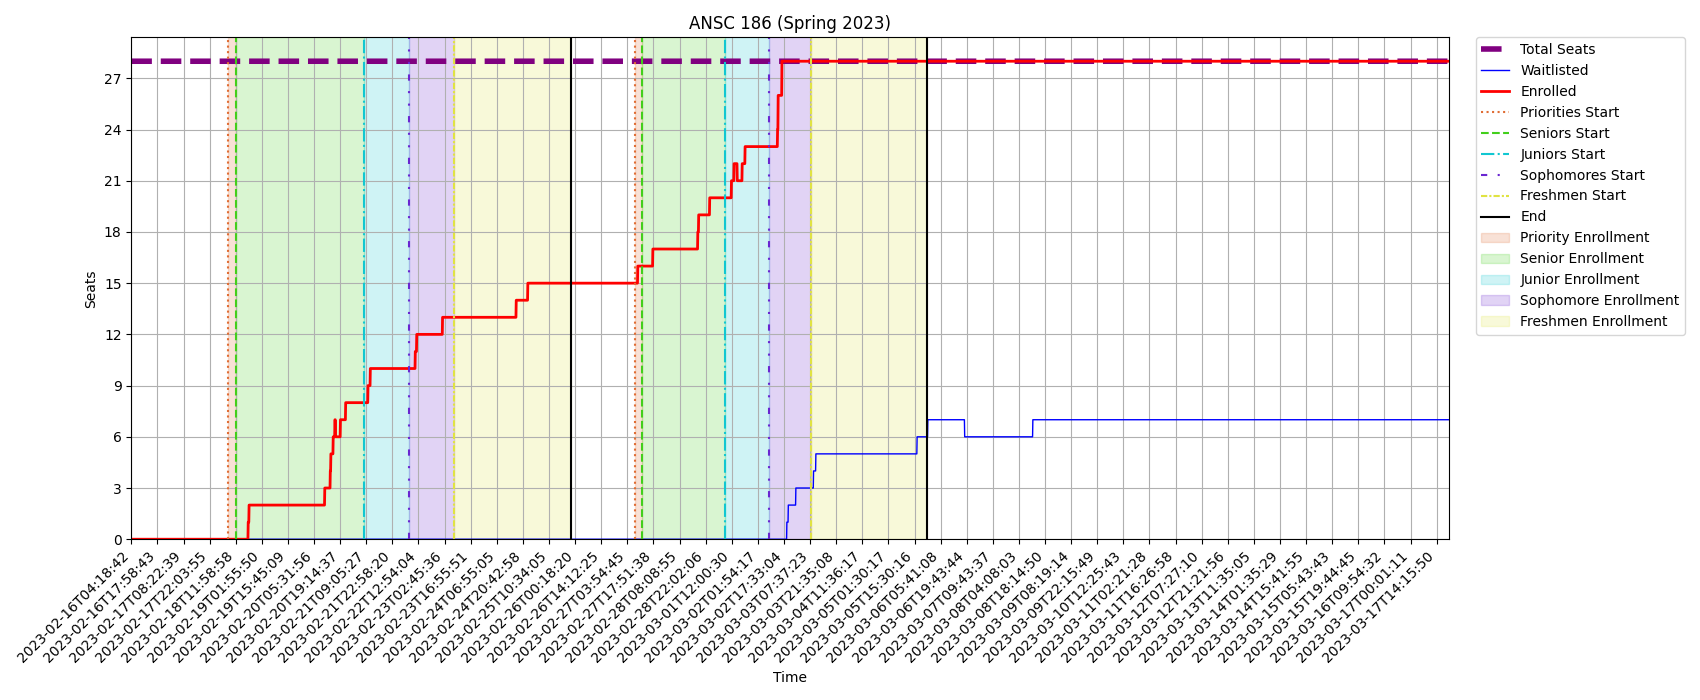 ANSC 186 (Spring 2023)
Seats
27
24
21
18
15
12
9
6
3
0
2023-02-16T04:18:42
2023-02-16T17:58:43
2023-02-17T08:22:39
2023-02-17T22:03:55
2023-02-18T11:58:58
2023-02-19T01:55:50
2023-02-19T15:45:09
2023-02-20T05:31:56
2023-02-20T19:14:37
2023-02-21T09:05:27
2023-02-21T22:58:20
2023-02-22T12:54:04
2023-02-23T02:45:36
2023-02-23T16:55:51
2023-02-24T06:55:05
2023-02-24T20:42:58
2023-02-25T10:34:05
2023-02-26T00:18:20
2023-02-26T14:12:25
2023-02-27T03:54:45
2023-02-27T17:51:38
2023-02-28T08:08:55
2023-02-28T22:02:06
2023-03-01T12:00:30
2023-03-02T01:54:17
2023-03-02T17:33:04
2023-03-03T07:37:23
2023-03-03T21:35:08
2023-03-04T11:36:17
2023-03-05T01:30:17
2023-03-05T15:30:16
2023-03-06T05:41:08
2023-03-06T19:43:44
2023-03-07T09:43:37
2023-03-08T04:08:03
2023-03-08T18:14:50
2023-03-09T08:19:14
2023-03-09T22:15:49
2023-03-10T12:25:43
2023-03-11T02:21:28
2023-03-11T16:26:58
2023-03-12T07:27:10
2023-03-12T21:21:56
2023-03-13T11:35:05
2023-03-14T01:35:29
2023-03-14T15:41:55
2023-03-15T05:43:43
2023-03-15T19:44:45
2023-03-16T09:54:32
2023-03-17T00:01:11
2023-03-17T14:15:50
Time
Total Seats
Waitlisted
Enrolled
Priorities Start
Seniors Start
Juniors Start
Sophomores Start
Freshmen Start
End
Priority Enrollment
Senior Enrollment
Junior Enrollment
Sophomore Enrollment
Freshmen Enrollment